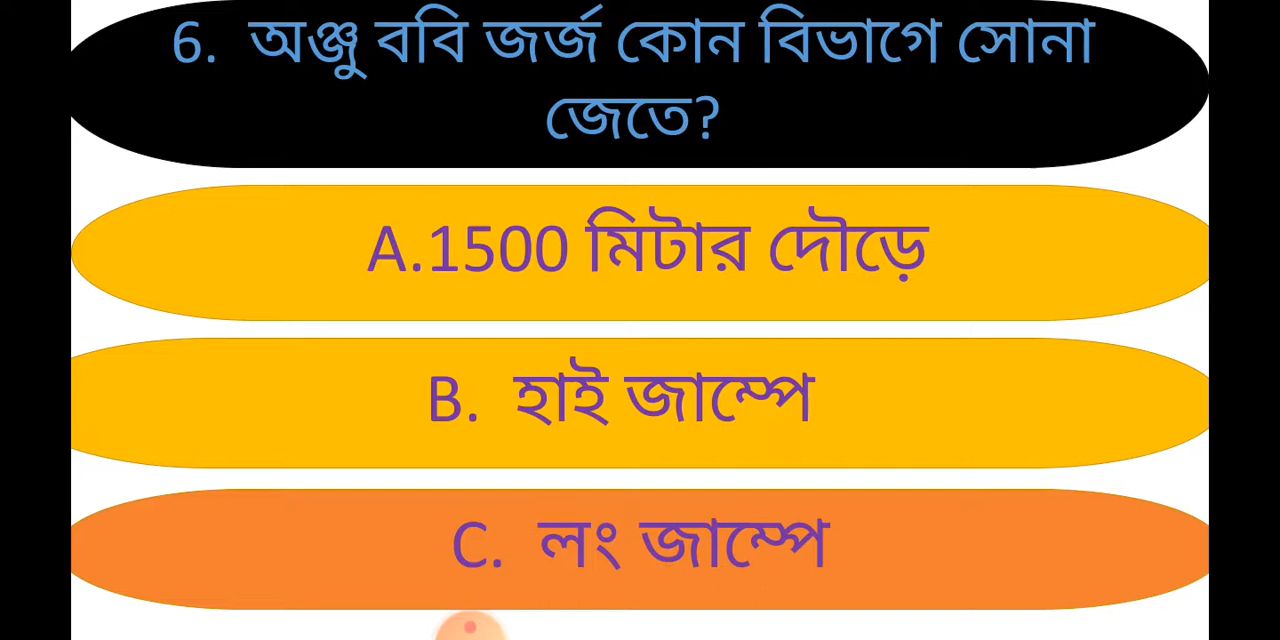 6. অঞ্জু ববি জর্জ কোন বিভাগে সোনা
জেতে?
A.1500 মিটার দৌড়ে
B. হাই জাম্পে
C. লং জাম্পে